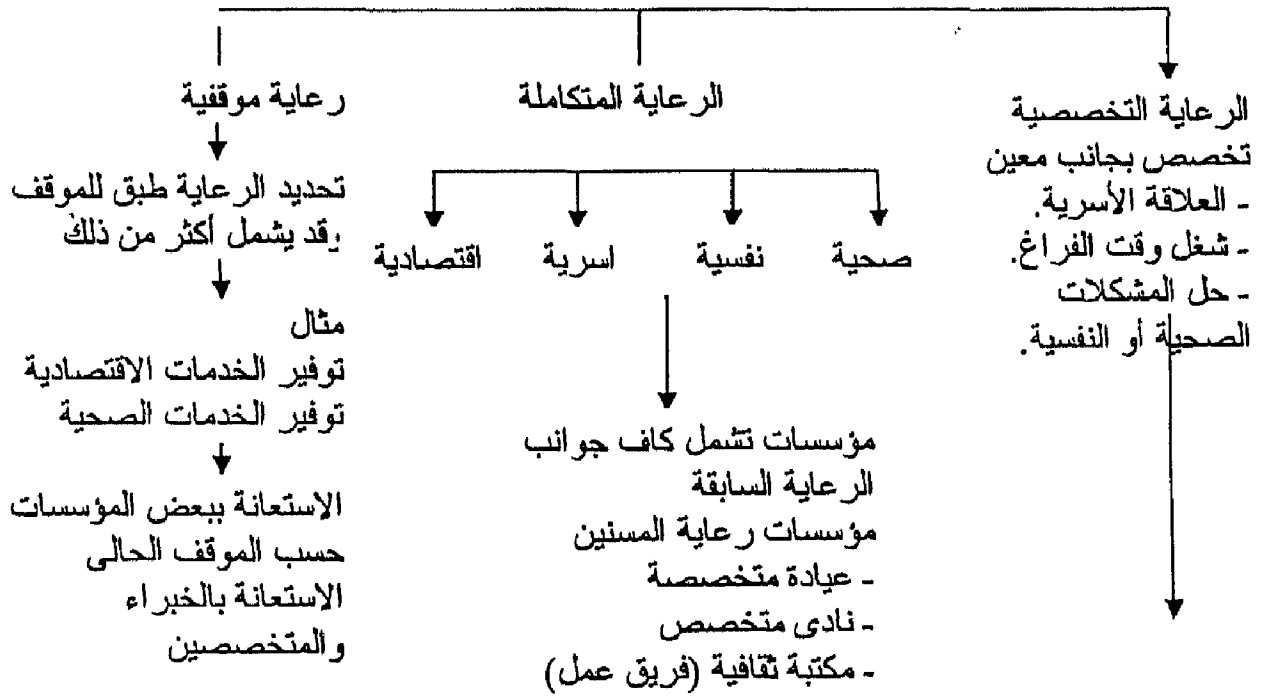 الرعاية التخصصية
تخصص بجانب معين
- العلاقة الأسرية.
- شغل وقت الفراغ.
- حل المشكلات
الصحية أو النفسية.
الرعاية المتكاملة
صحية نفسية اسرية اقتصادية
مؤسسات تشمل كاف جوانب
الرعاية السابقة
مؤسسات رعاية المسنين
- عيادة متخصصة
- نادى متخصص
- مكتبة ثقافية (فريق عمل)
رعاية موقفية
تحديد الرعاية طبق للموقف
وقد يشمل أكثر من ذلك
مثال
توفير الخدمات الاقتصادية
توفير الخدمات الصحية
الاستعانة ببعض المؤسسات
حسب الموقف الحالى
الاستعانة بالخبراء
والمتخصصين